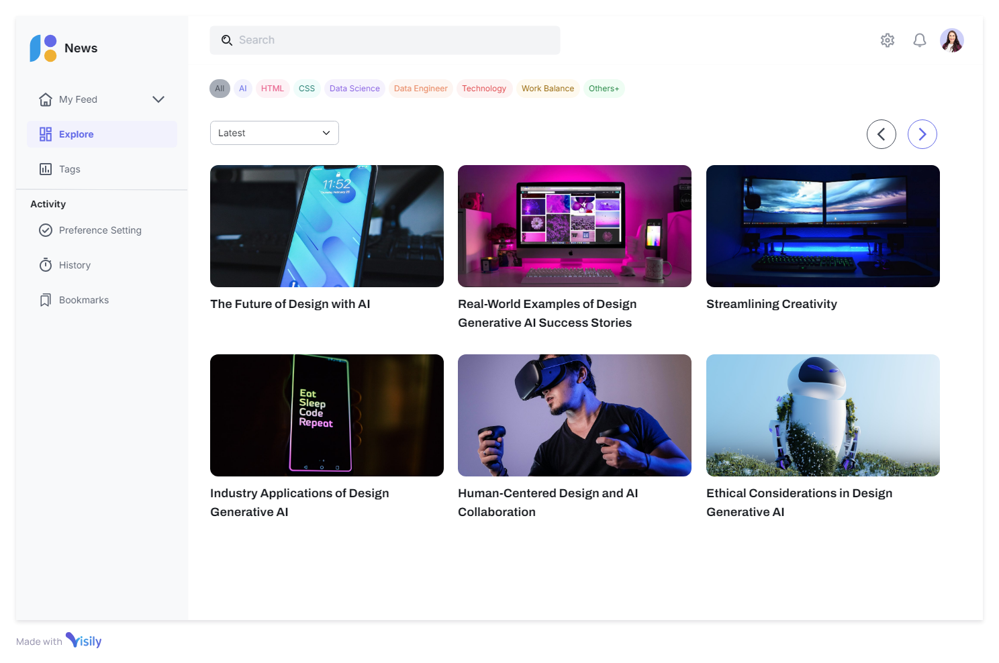 News
Search
My Feed
Explore
Tags
Activity
Preference Setting
History
Bookmarks
All AI HTML CSS Data Science Data Engineer Technology Work Balance Others+
Latest
11:52
The Future of Design with AI
Real-World Examples of Design
Generative AI Success Stories
Streamlining Creativity
Eat
Sleep
Code
Repeat
Industry Applications of Design
Generative AI
Human-Centered Design and AI
Collaboration
Ethical Considerations in Design
Generative AI
Made with Visily